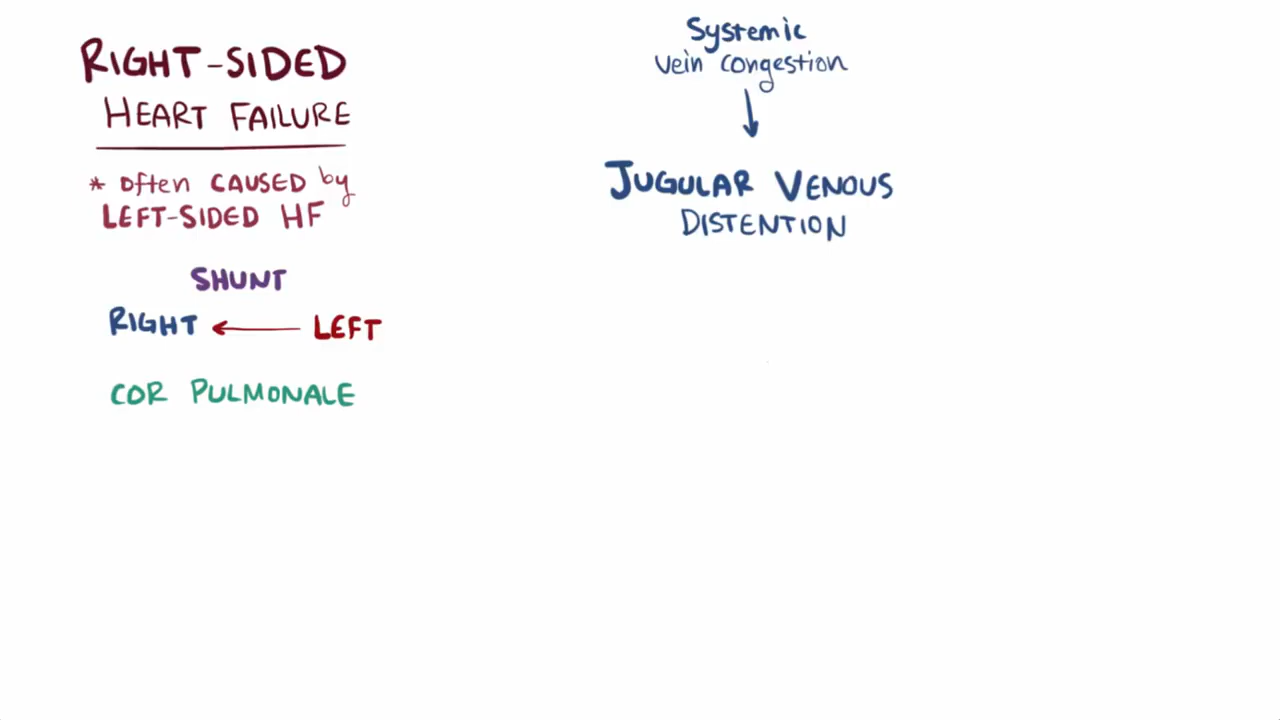 RIGHT-SIDED
HEART FAILURE
* often CAUSED by
LEFT-SIDED HF
SHUNT
RIGHT ← LEFT
COR PULMONALE
Systemic
vein congestion
↓
JUGULAR VENOUS
DISTENTION